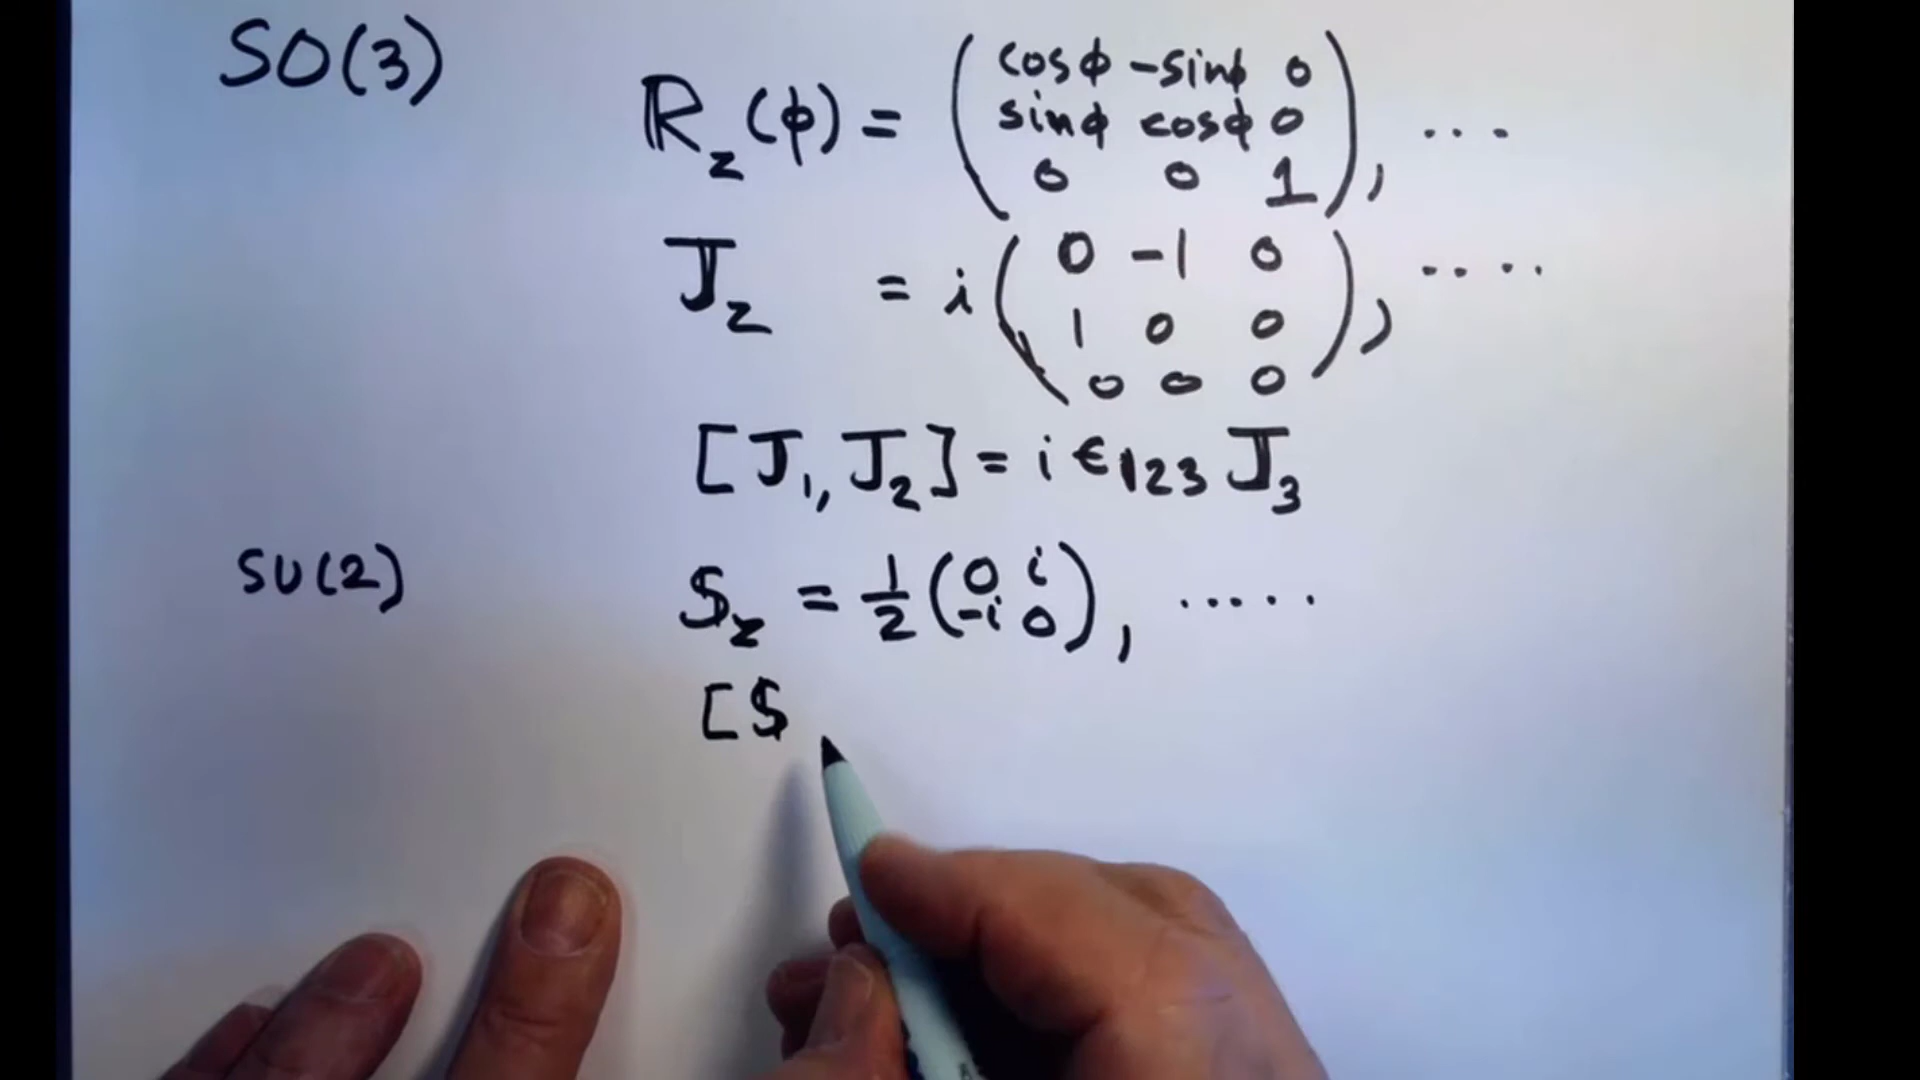 SO(3)
R_z(ϕ) = (cosϕ -sinϕ 0
sinϕ cosϕ 0
0 0 1), ...
J_z = i(0 -1 0
1 0 0
0 0 0), ....
[J_1, J_2] = i ϵ_123 J_3
SU(2) S_z = 1/2 (0 i
-i 0), .....
[S